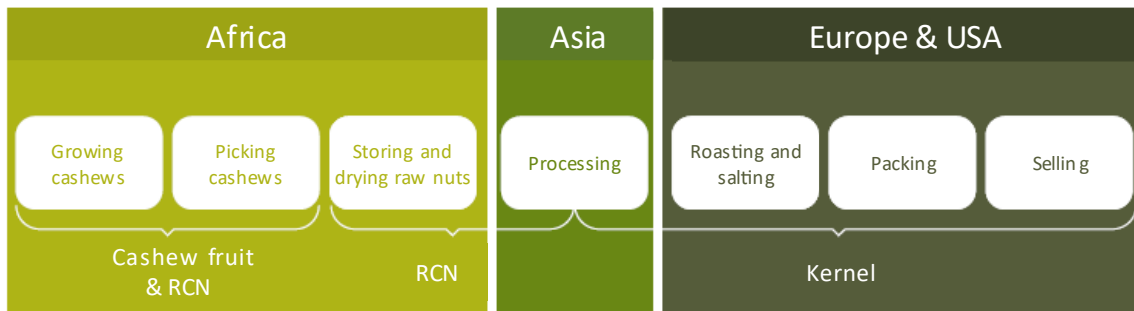 Africa
Asia
Europe & USA
Growing
cashews
Picking
cashews
Storing and
drying raw nuts
Processing
Roasting and
salting
Packing
Selling
Cashew fruit
& RCN
RCN
Kernel